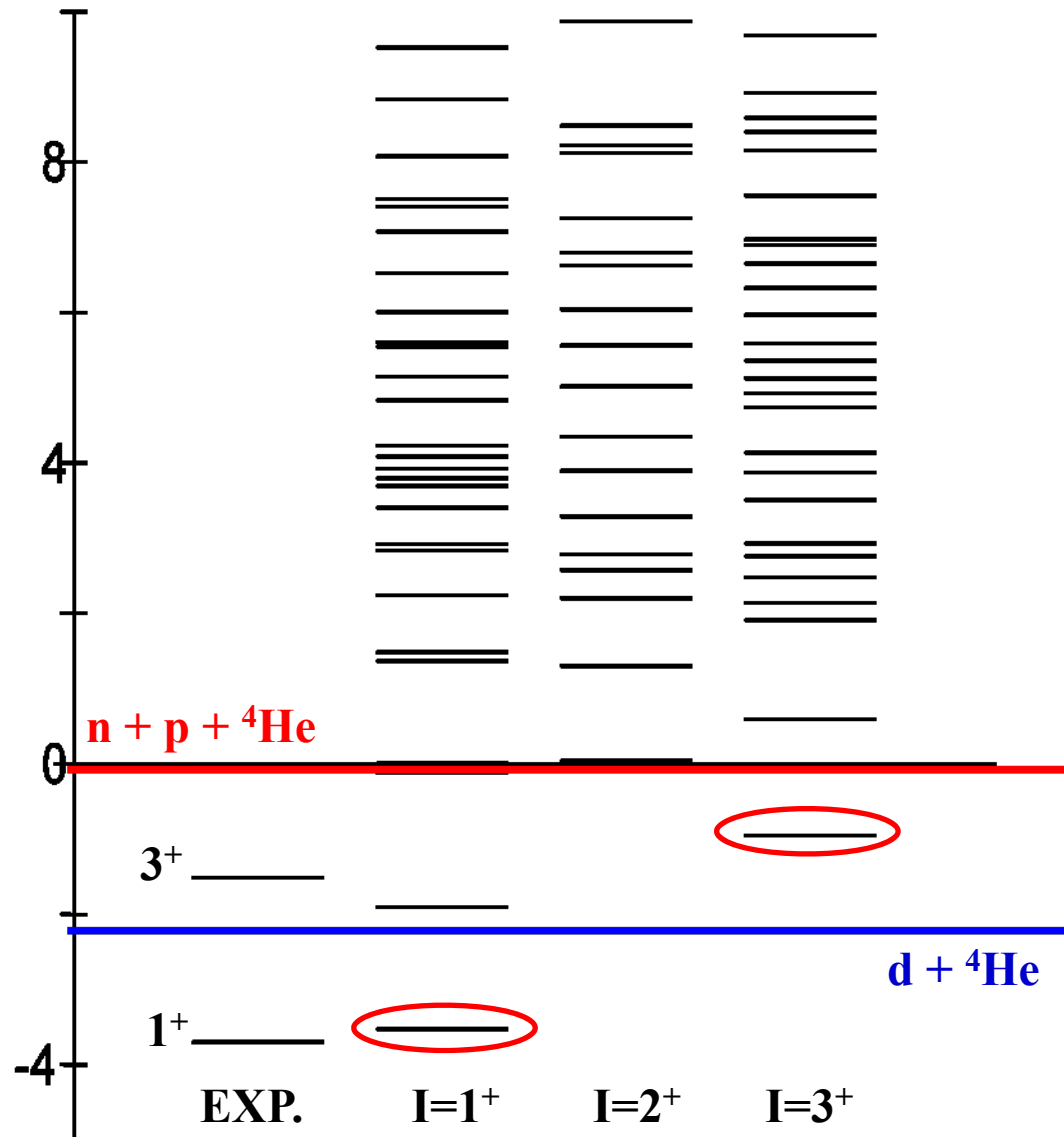 8
4
n + p + ⁴He
0
3⁺
d + ⁴He
1⁺
-4
EXP. I=1⁺ I=2⁺ I=3⁺